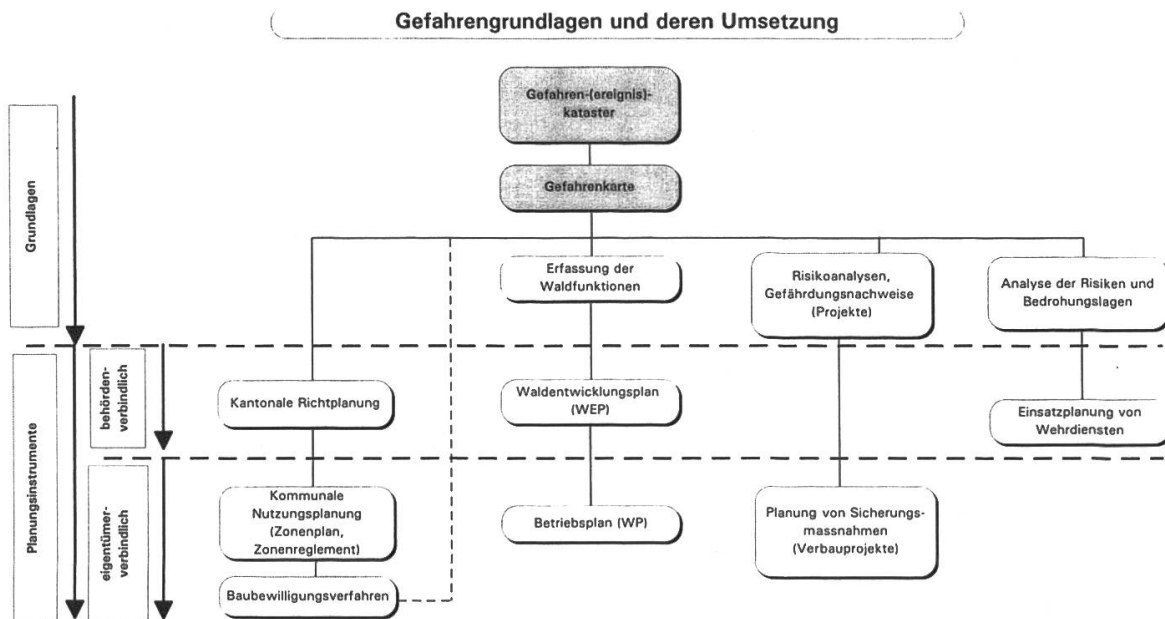 Gefahrengrundlagen und deren Umsetzung
Gefahren-(ereignis)-
kataster
Gefahrenkarte
Grundlagen
Erfassung der
Waldfunktionen
Risikoanalysen,
Gefährdungsnachweise
(Projekte)
Analyse der Risiken und
Bedrohungslagen
Planungsinstrumente
behörden-
verbindlich
Kantonale Richtplanung
Waldentwicklungsplan
(WEP)
Einsatzplanung von
Wehrdiensten
eigentümer-
verbindlich
Kommunale
Nutzungsplanung
(Zonenplan,
Zonenreglement)
Betriebsplan (WP)
Planung von Sicherungs-
massnahmen
(Verbauprojekte)
Baubewilligungsverfahren